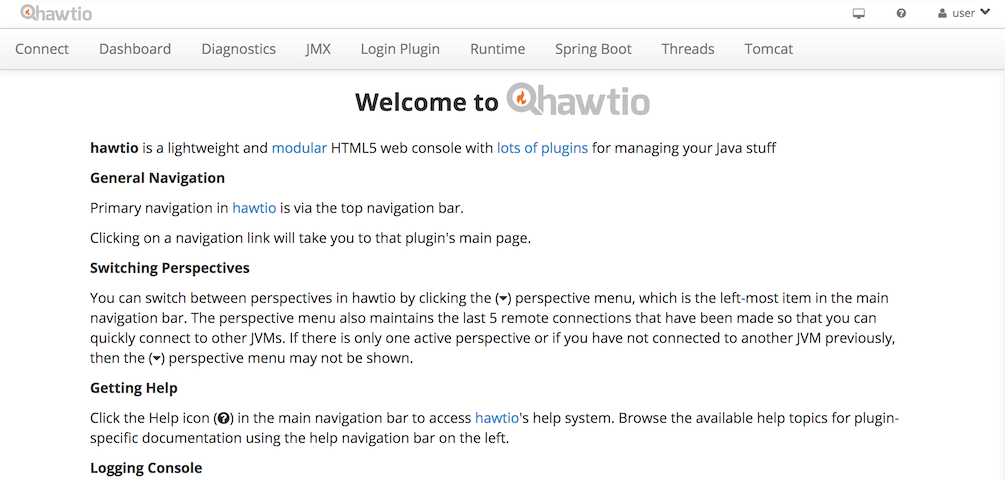 hawtio
user
Connect Dashboard Diagnostics JMX Login Plugin Runtime Spring Boot Threads Tomcat
Welcome to hawtio
hawtio is a lightweight and modular HTML5 web console with lots of plugins for managing your Java stuff
General Navigation
Primary navigation in hawtio is via the top navigation bar.
Clicking on a navigation link will take you to that plugin's main page.
Switching Perspectives
You can switch between perspectives in hawtio by clicking the (▾) perspective menu, which is the left-most item in the main
navigation bar. The perspective menu also maintains the last 5 remote connections that have been made so that you can
quickly connect to other JVMs. If there is only one active perspective or if you have not connected to another JVM previously,
then the (▾) perspective menu may not be shown.
Getting Help
Click the Help icon (?) in the main navigation bar to access hawtio's help system. Browse the available help topics for plugin-
specific documentation using the help navigation bar on the left.
Logging Console